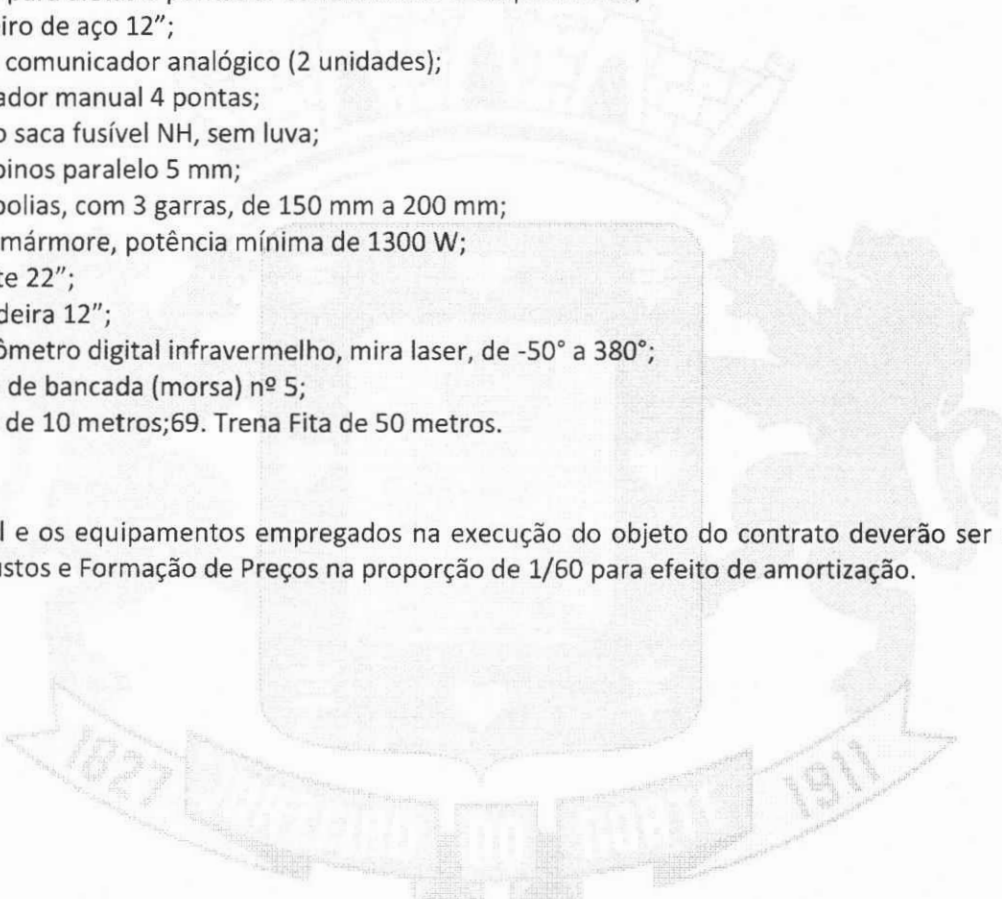 iro de aço 12";
comunicador analógico (2 unidades);
ador manual 4 pontas;
o saca fusível NH, sem luva;
pinos paralelo 5 mm;
polias, com 3 garras, de 150 mm a 200 mm;
mármore, potência mínima de 1300 W;
te 22";
deira 12";
ômetro digital infravermelho, mira laser, de -50° a 380°;
de bancada (morsa) nº 5;
de 10 metros;69. Trena Fita de 50 metros.
l e os equipamentos empregados na execução do objeto do contrato deverão ser
ustos e Formação de Preços na proporção de 1/60 para efeito de amortização.
1827
DO
1911